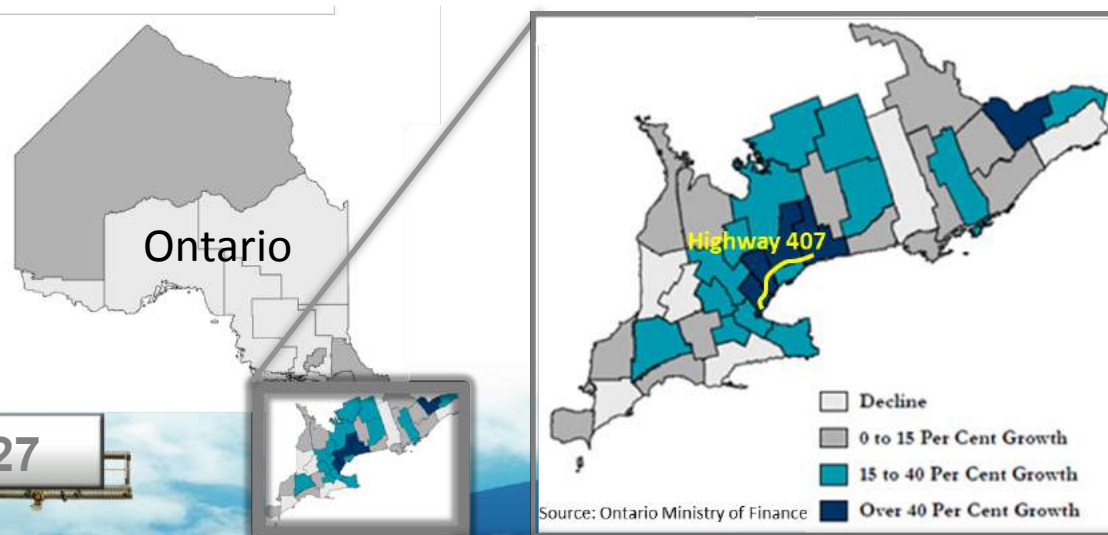 Ontario
27
Highway 407
Decline
0 to 15 Per Cent Growth
15 to 40 Per Cent Growth
Over 40 Per Cent Growth
Source: Ontario Ministry of Finance